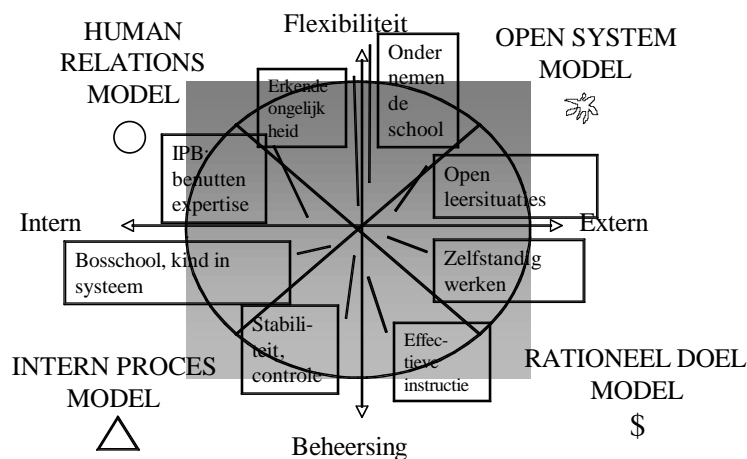 Flexibiliteit
HUMAN
RELATIONS
MODEL
OPEN SYSTEM
MODEL
Erkende
ongelijk
heid
Onder
nemen
de
school
IPB:
benutten
expertise
Open
leersituaties
Intern
Extern
Bosschool, kind in
systeem
Zelfstandig
werken
Stabili-
teit,
controle
Effec-
tieve
instructie
INTERN PROCES
MODEL
RATIONEEL DOEL
MODEL
$
Beheersing